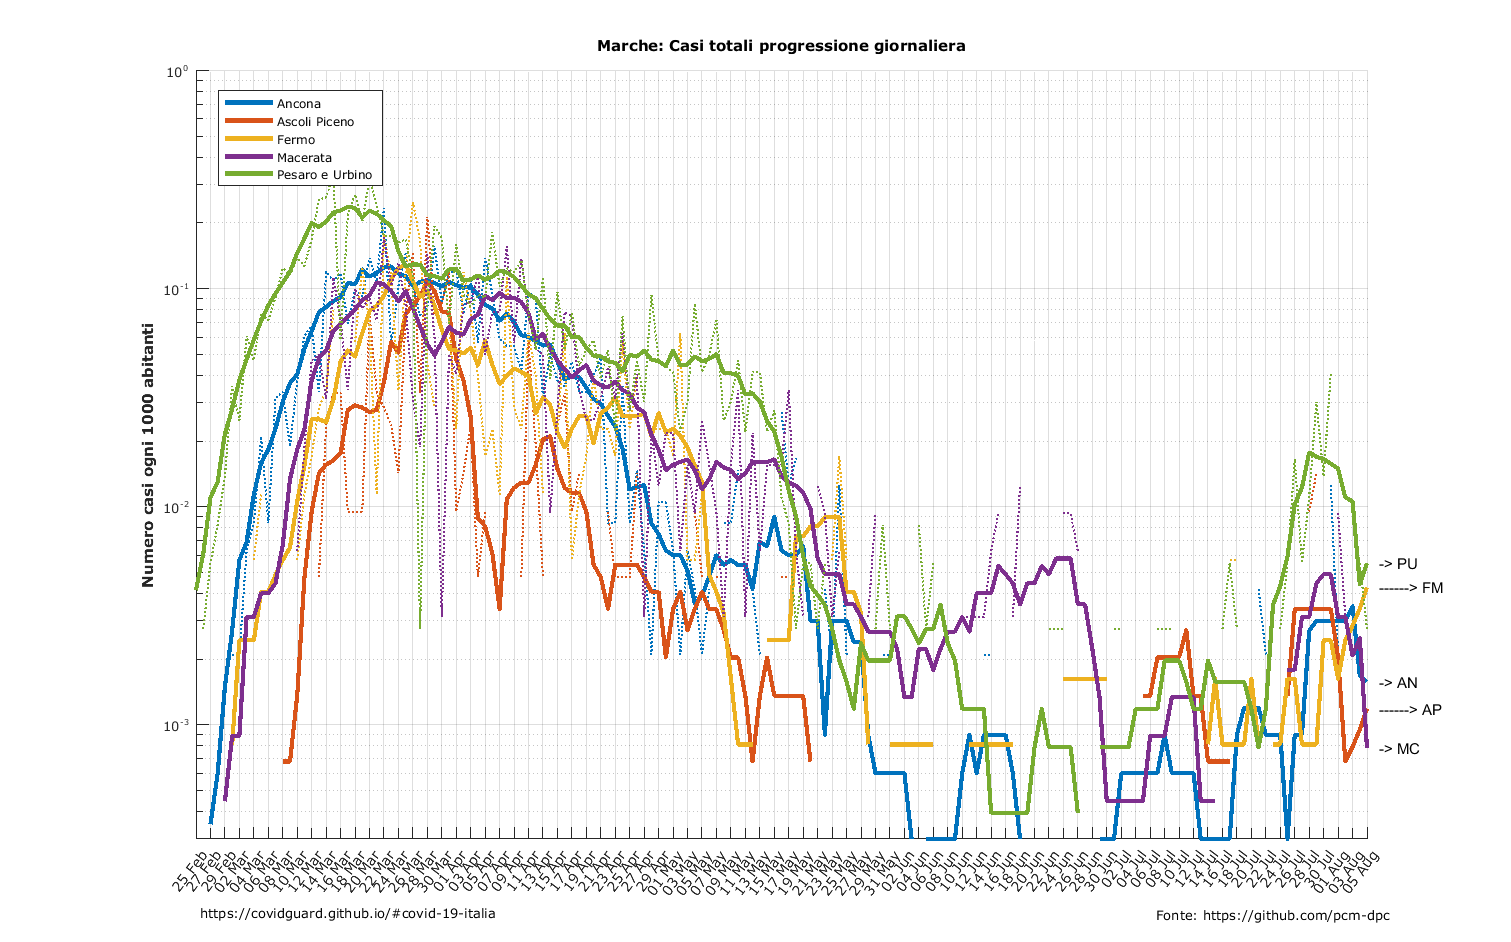 Marche: Casi totali progressione giornaliera
10⁰
10⁻¹
10⁻²
10⁻³
Numero casi ogni 1000 abitanti
Ancona
Ascoli Piceno
Fermo
Macerata
Pesaro e Urbino
-> PU
------> FM
-> AN
------> AP
-> MC
25 Feb
27 Feb
29 Feb
02 Mar
04 Mar
06 Mar
08 Mar
10 Mar
12 Mar
14 Mar
16 Mar
18 Mar
20 Mar
22 Mar
24 Mar
26 Mar
28 Mar
30 Mar
01 Apr
03 Apr
05 Apr
07 Apr
09 Apr
11 Apr
13 Apr
15 Apr
17 Apr
19 Apr
21 Apr
23 Apr
25 Apr
27 Apr
29 Apr
01 May
03 May
05 May
07 May
09 May
11 May
13 May
15 May
17 May
19 May
21 May
23 May
25 May
27 May
29 May
31 May
02 Jun
04 Jun
06 Jun
08 Jun
10 Jun
12 Jun
14 Jun
16 Jun
18 Jun
20 Jun
22 Jun
24 Jun
26 Jun
28 Jun
30 Jun
02 Jul
04 Jul
06 Jul
08 Jul
10 Jul
12 Jul
14 Jul
16 Jul
18 Jul
20 Jul
22 Jul
24 Jul
26 Jul
28 Jul
30 Jul
01 Aug
03 Aug
05 Aug
https://covidguard.github.io/#covid-19-italia
Fonte: https://github.com/pcm-dpc